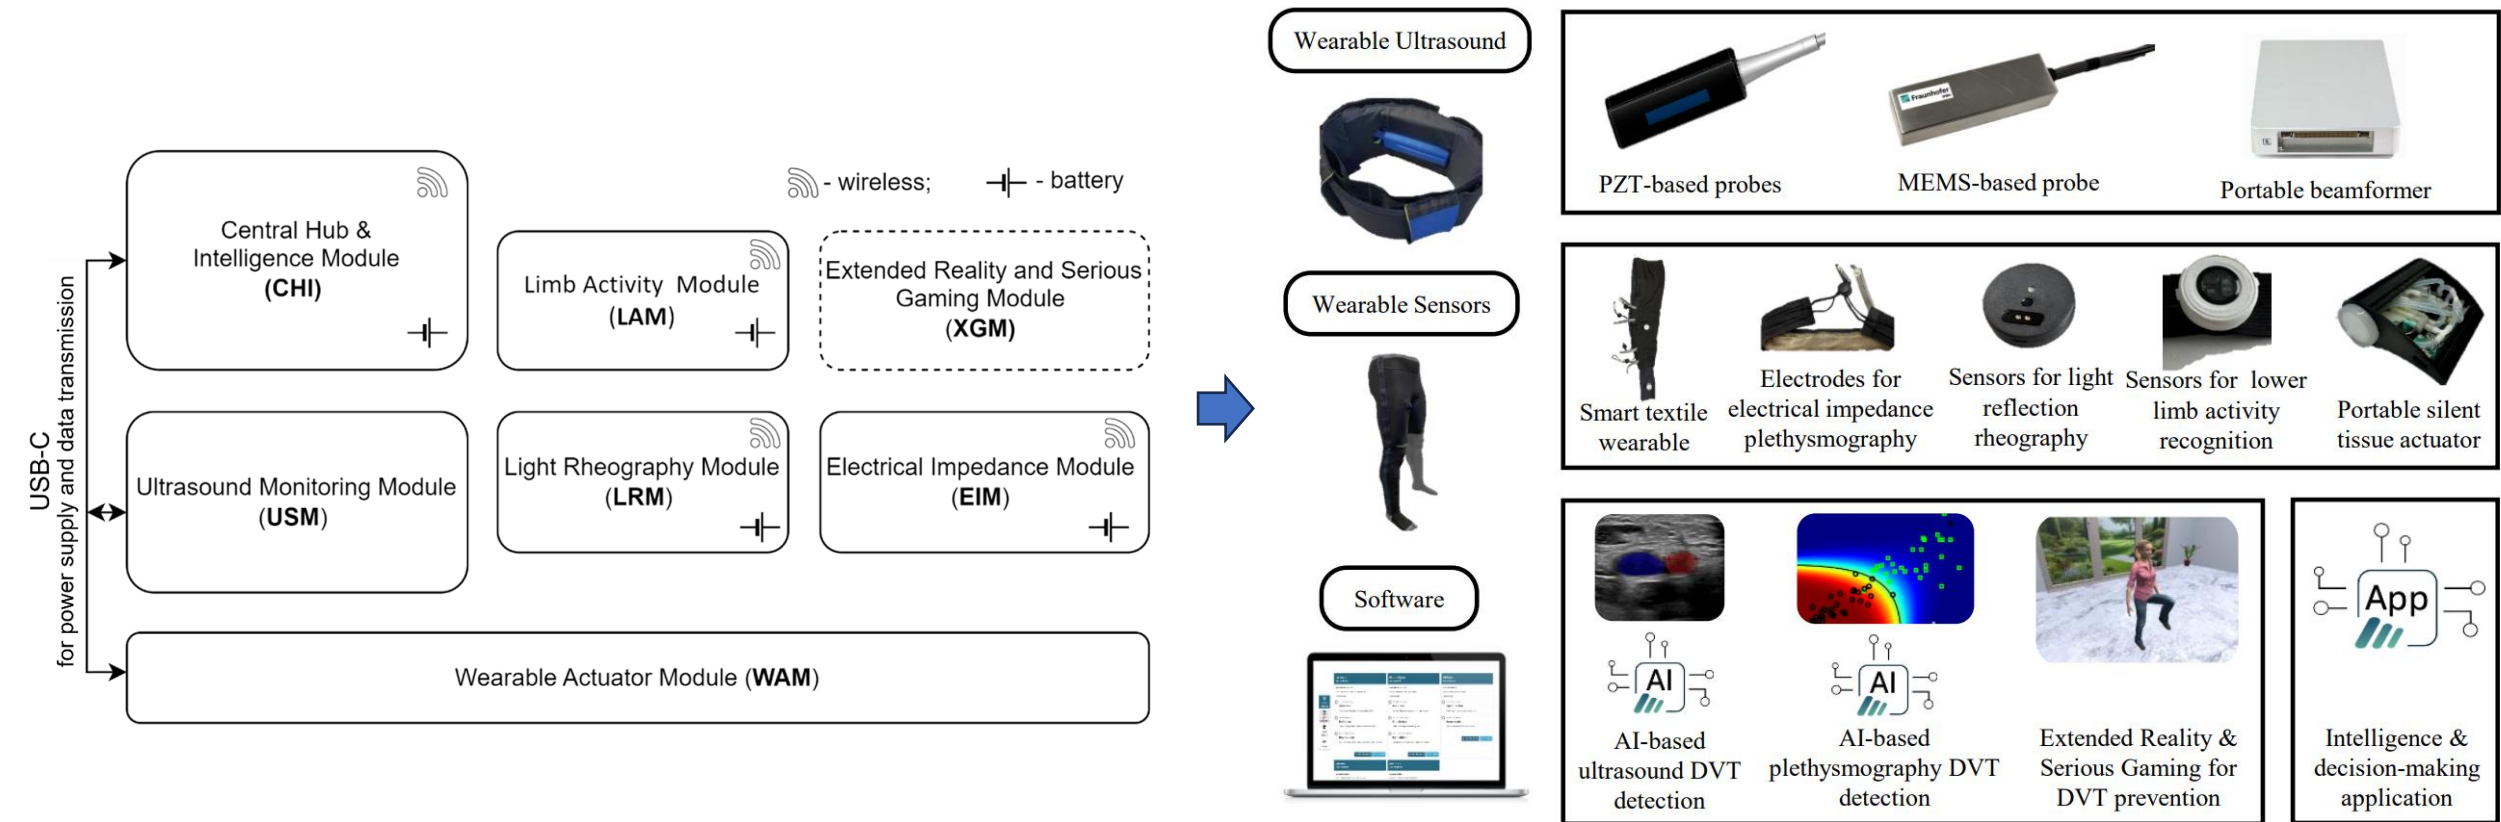 USB-C
for power supply and data transmission
Central Hub &
Intelligence Module
(CHI)
- wireless;
- battery
Limb Activity Module
(LAM)
Extended Reality and Serious
Gaming Module
(XGM)
Ultrasound Monitoring Module
(USM)
Light Rheography Module
(LRM)
Electrical Impedance Module
(EIM)
Wearable Actuator Module (WAM)
Wearable Ultrasound
Fraunhofer
PZT-based probes
MEMS-based probe
Portable beamformer
Wearable Sensors
Smart textile
wearable
Electrodes for
electrical impedance
plethysmography
Sensors for light
reflection
rheography
Sensors for lower
limb activity
recognition
Portable silent
tissue actuator
Software
AI
AI-based
ultrasound DVT
detection
AI
AI-based
plethysmography DVT
detection
Extended Reality &
Serious Gaming for
DVT prevention
App
Intelligence &
decision-making
application